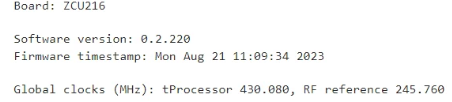 Board: ZCU216
Software version: 0.2.220
Firmware timestamp: Mon Aug 21 11:09:34 2023
Global clocks (MHz): tProcessor 430.080, RF reference 245.760